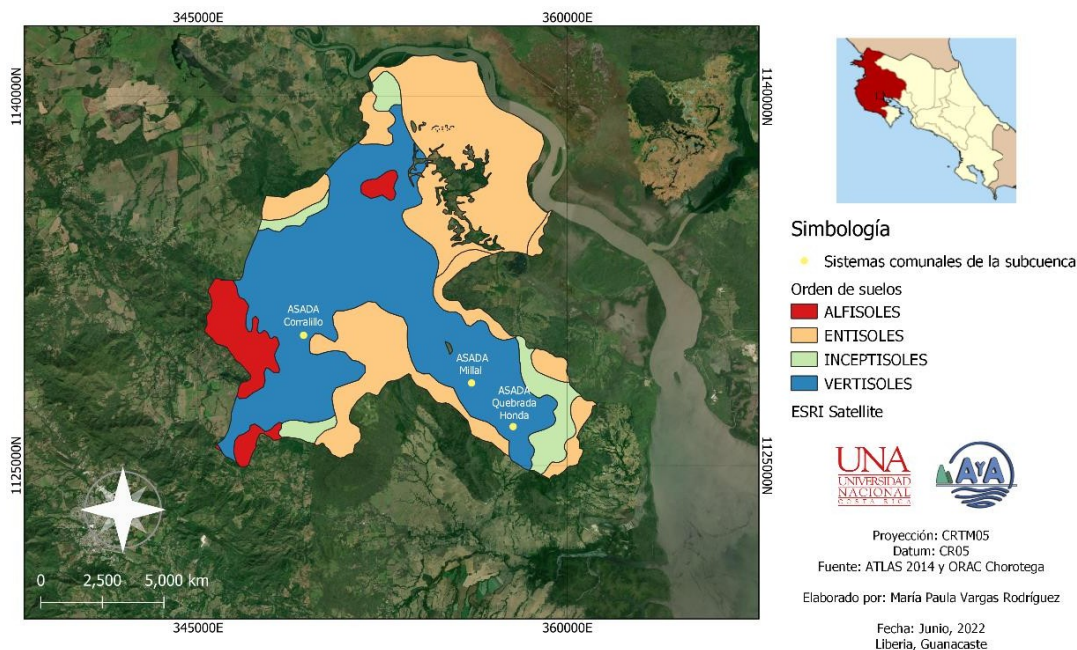 345000E
360000E
1140000N
1140000N
ASADA
Corralillo
ASADA
Millal
ASADA
Quebrada
Honda
1125000N
1125000N
0 2,500 5,000 km
345000E
360000E
Simbología
Sistemas comunales de la subcuenca
Orden de suelos
ALFISOLES
ENTISOLES
INCEPTISOLES
VERTISOLES
ESRI Satellite
UNA
UNIVERSIDAD
NACIONAL
COSTA RICA
AyA
Proyección: CRTM05
Datum: CR05
Fuente: ATLAS 2014 y ORAC Chorotega
Elaborado por: María Paula Vargas Rodríguez
Fecha: Junio, 2022
Liberia, Guanacaste